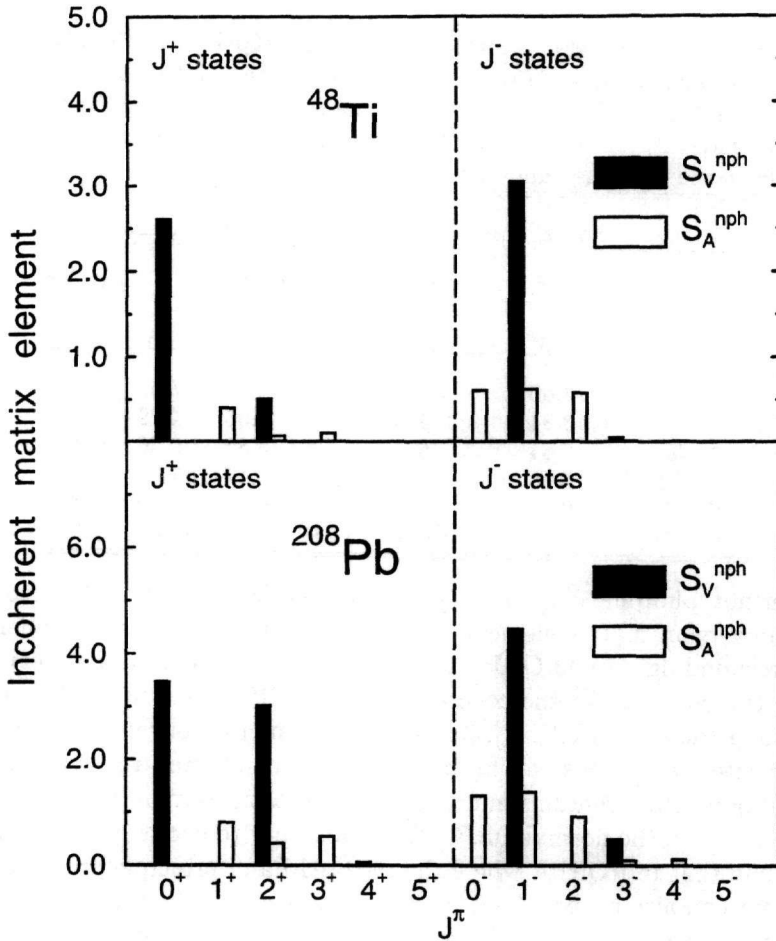 5.0
J⁺ states
J⁻ states
⁴⁸Ti
4.0
S_V^nph
S_A^nph
3.0
2.0
1.0
Incoherent matrix element
J⁺ states
J⁻ states
²⁰⁸Pb
6.0
S_V^nph
S_A^nph
4.0
2.0
0.0
0⁺ 1⁺ 2⁺ 3⁺ 4⁺ 5⁺ 0⁻ 1⁻ 2⁻ 3⁻ 4⁻ 5⁻
J^π